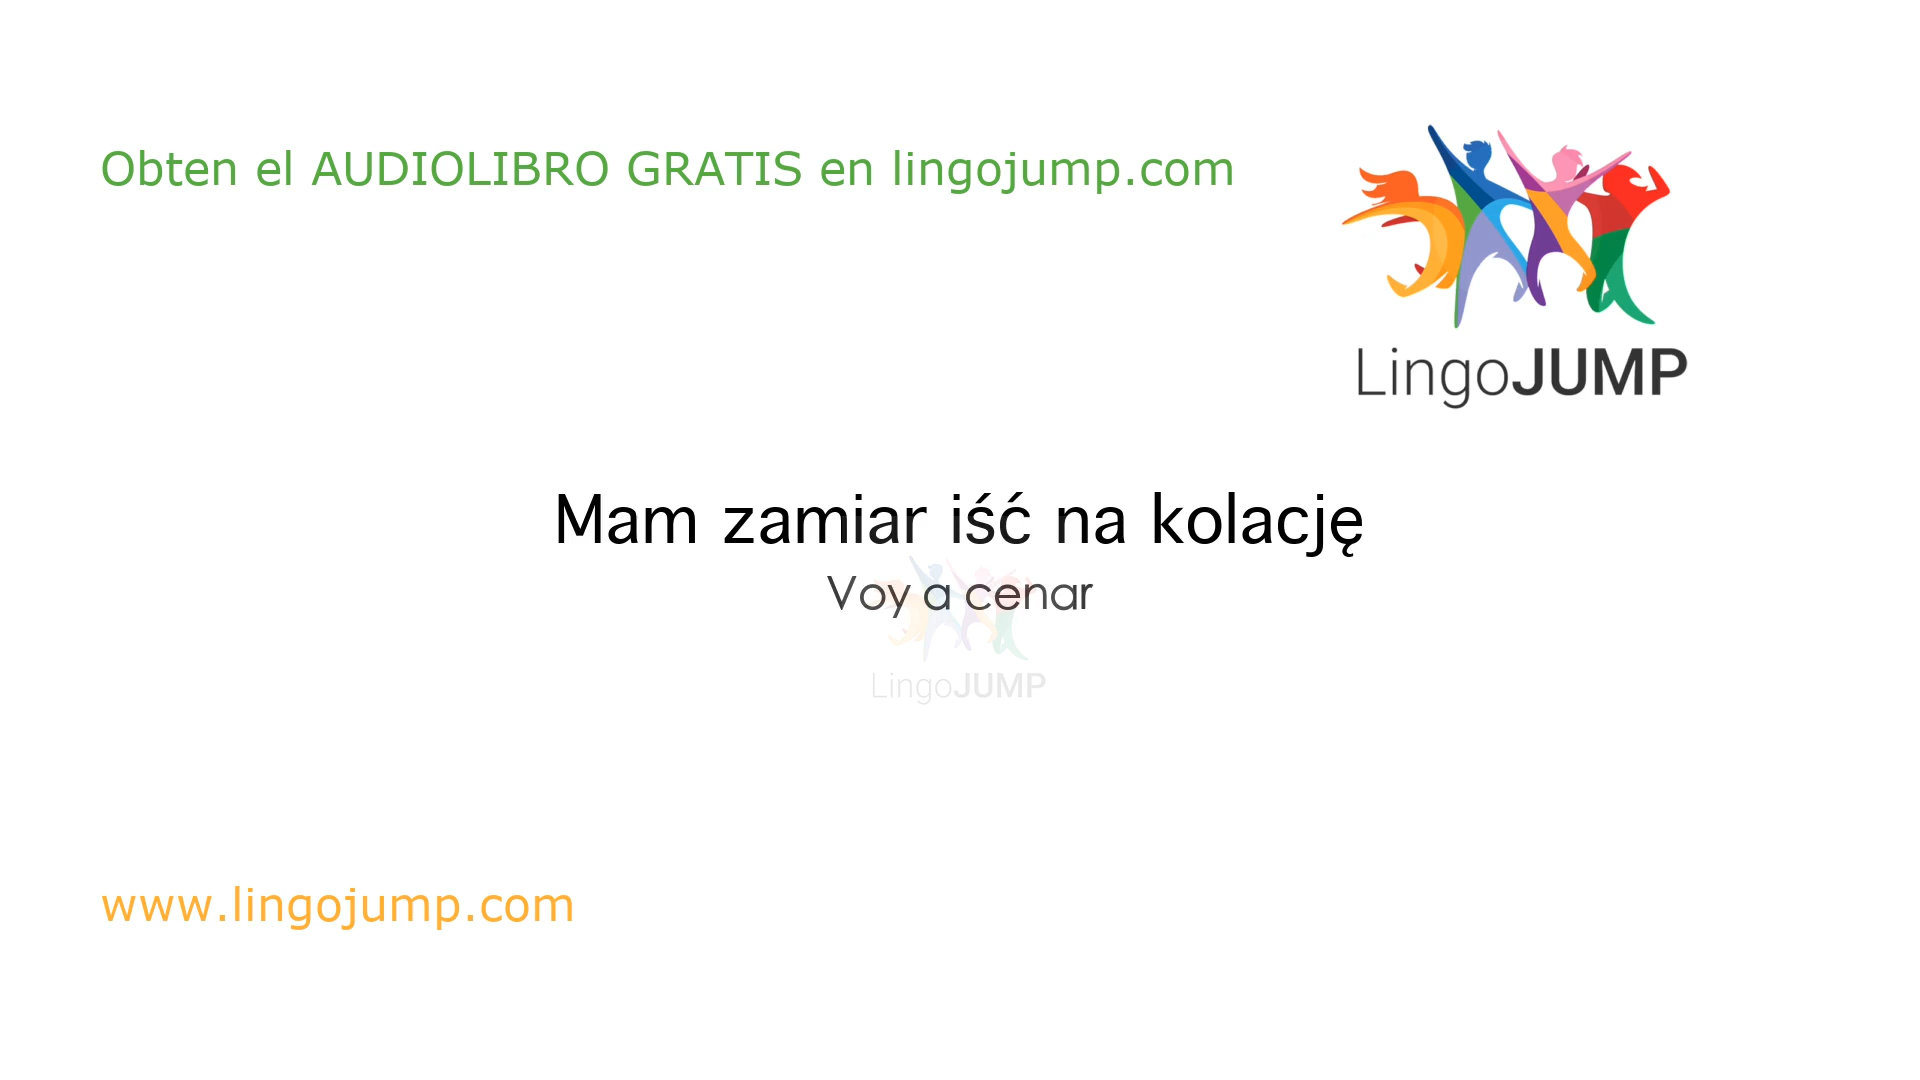 Obten el AUDIOLIBRO GRATIS en lingojump.com
LingoJUMP
Mam zamiar iść na kolację
Voy a cenar
LingoJUMP
www.lingojump.com